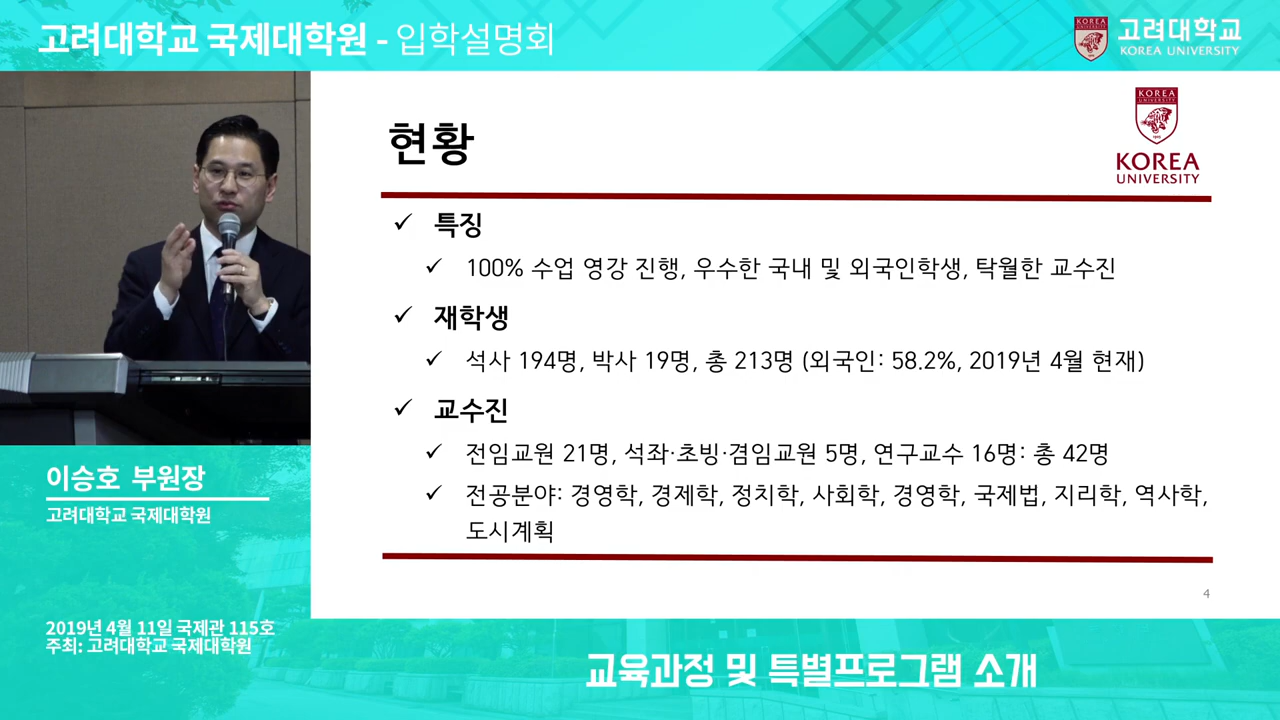 고려대학교 국제대학원 - 입학설명회
KOREA UNIVERSITY
고려대학교
KOREA UNIVERSITY
현황
KOREA UNIVERSITY
1905
KOREA
UNIVERSITY
✓ 특징
✓ 100% 수업 영강 진행, 우수한 국내 및 외국인학생, 탁월한 교수진
✓ 재학생
✓ 석사 194명, 박사 19명, 총 213명 (외국인: 58.2%, 2019년 4월 현재)
✓ 교수진
✓ 전임교원 21명, 석좌·초빙·겸임교원 5명, 연구교수 16명: 총 42명
✓ 전공분야: 경영학, 경제학, 정치학, 사회학, 경영학, 국제법, 지리학, 역사학,
도시계획
4
이승호 부원장
고려대학교 국제대학원
2019년 4월 11일 국제관 115호
주최: 고려대학교 국제대학원
교육과정 및 특별프로그램 소개